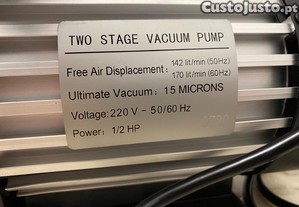 CustoJusto.pt
TWO STAGE VACUUM PUMP
Free Air Displacement: 142 lit/min (50Hz)
170 lit/min (60Hz)
Ultimate Vacuum: 15 MICRONS
Voltage: 220 V - 50/60 Hz
Power: 1/2 HP